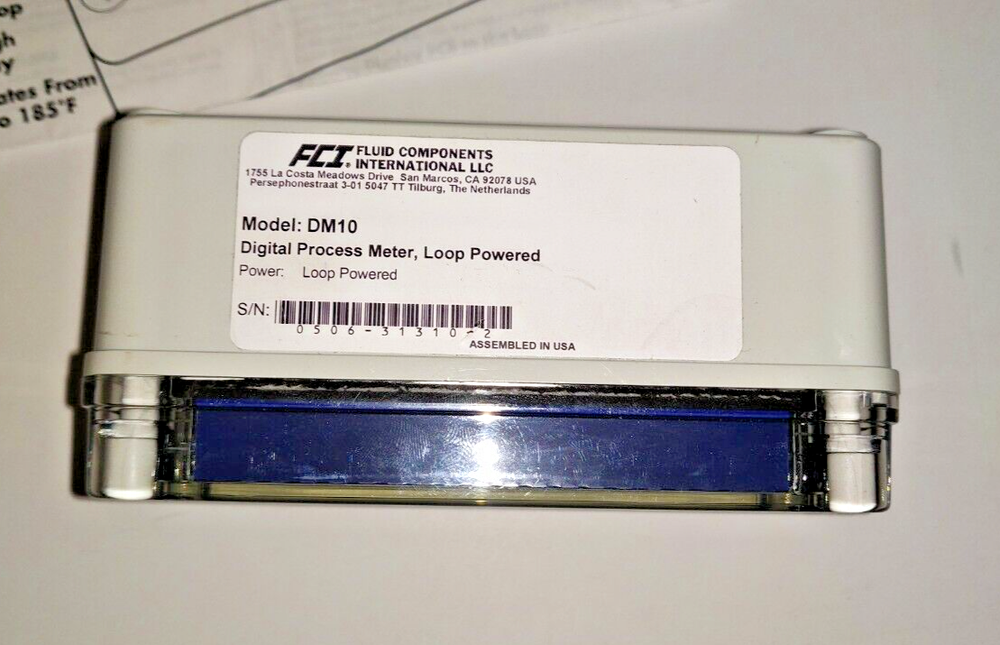 ates From
185°F
FCI® FLUID COMPONENTS
INTERNATIONAL LLC
1755 La Costa Meadows Drive San Marcos, CA 92078 USA
Persephonestraat 3-01 5047 TT Tilburg, The Netherlands
Model: DM10
Digital Process Meter, Loop Powered
Power: Loop Powered
S/N:
0506-31310-2
ASSEMBLED IN USA